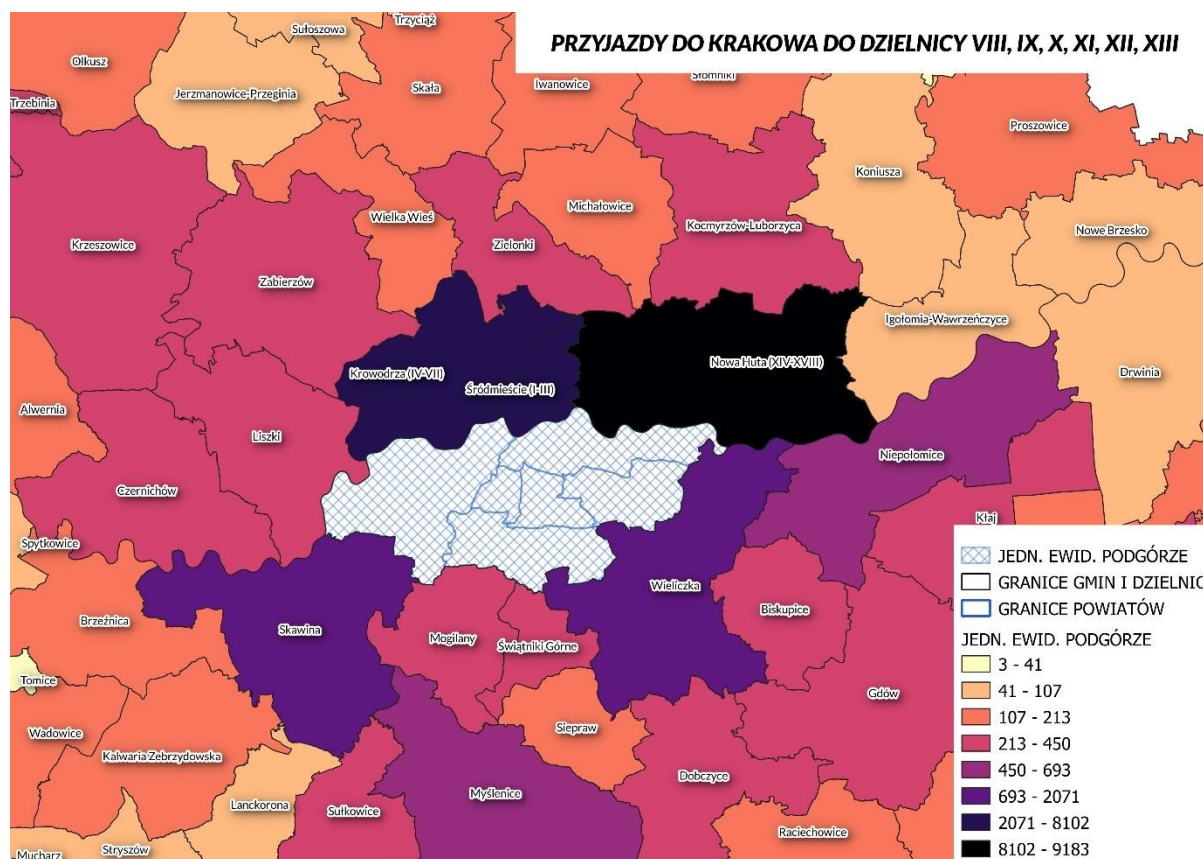 PRZYJAZDY DO KRAKOWA DO DZIELNICY VIII, IX, X, XI, XII, XIII
Sułoszowa
Trzyciąż
Olkusz
Jerzmanowice-Przeginia
Skała
Iwanowice
Słomniki
Trzebinia
Proszowice
Koniusza
Wielka Wieś
Michałowice
Kocmyrzów-Luborzyca
Nowe Brzesko
Krzeszowice
Zielonki
Zabierzów
Igołomia-Wawrzeńczyce
Nowa Huta (XIV-XVIII)
Krowodrza (IV-VII)
Śródmieście (I-III)
Drwinia
Alwernia
Liszki
Niepołomice
Czernichów
Kłaj
Spytkowice
Wieliczka
Biskupice
Brzeźnica
Skawina
Mogilany
Świątniki Górne
Tomice
Gdów
Wadowice
Siepraw
Kalwaria Zebrzydowska
Dobczyce
Myślenice
Lanckorona
Sułkowice
Raciechowice
Stryszów
Mucharz
JEDN. EWID. PODGÓRZE
GRANICE GMIN I DZIELNIC
GRANICE POWIATÓW
JEDN. EWID. PODGÓRZE
3 - 41
41 - 107
107 - 213
213 - 450
450 - 693
693 - 2071
2071 - 8102
8102 - 9183